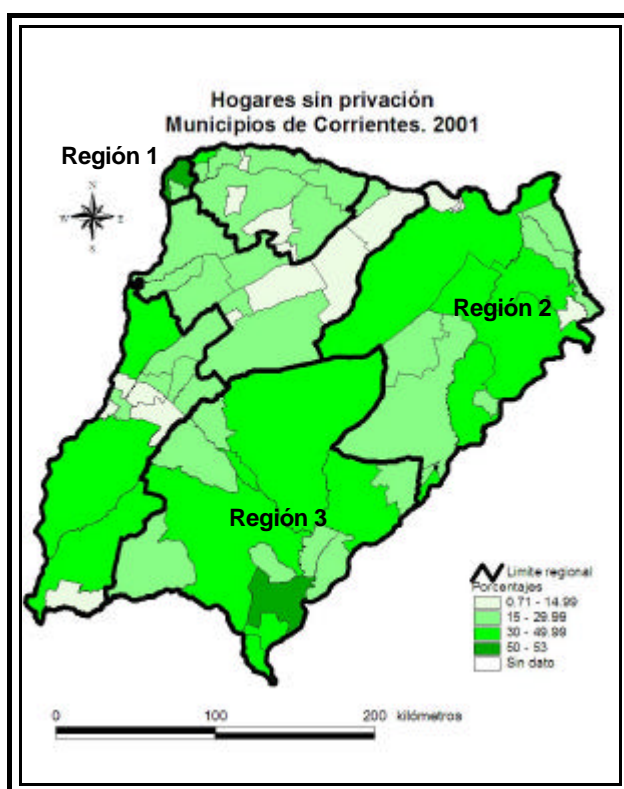 Hogares sin privación
Municipios de Corrientes. 2001
Región 1
N
W E
S
Región 2
Región 3
Limite regional
Porcentajes
0.71 - 14.99
15 - 29.99
30 - 49.99
50 - 53
Sin dato
0 100 200 kilómetros